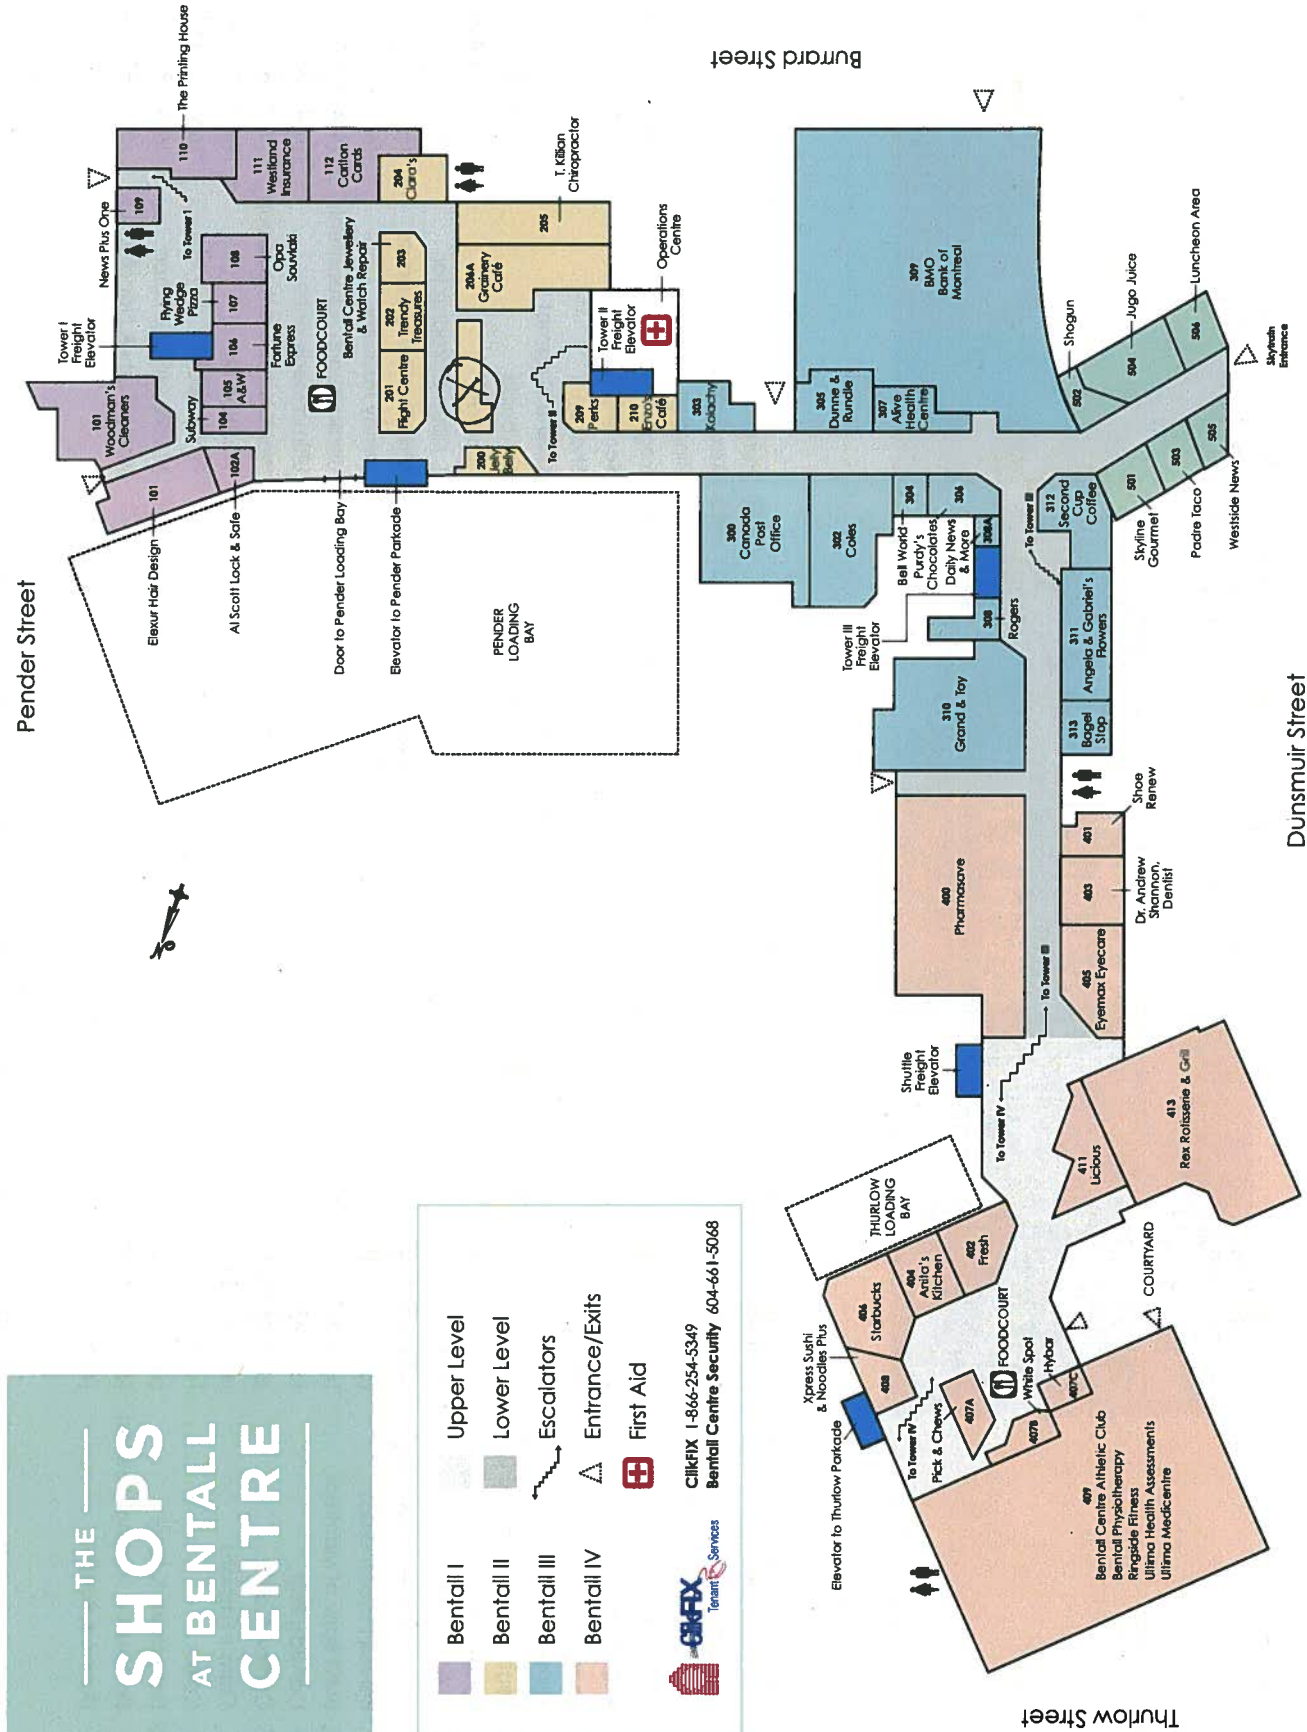 THE
SHOPS
AT BENTALL
CENTRE
Bentall I
Bentall II
Bentall III
Bentall IV
Upper Level
Lower Level
Escalators
Entrance/Exits
First Aid
ClikFIX
Tenant Services
ClikFIX 1-866-254-5349
Bentall Centre Security 604-661-5068
Pender Street
Burrard Street
Dunsmuir Street
Thurlow Street
N
Tower I
Freight
Elevator
News Plus One
109
The Printing House
110
111
Westland
Insurance
112
Carlton
Cards
To Tower I
101
Woodman's
Cleaners
101
Elexur Hair Design
102A
Al Scott Lock & Safe
Subway
104
105
A&W
106
Fortune
Express
Flying
Wedge
Pizza
107
108
Opa
Souvlaki
FOODCOURT
Door to Pender Loading Bay
Elevator to Pender Parkade
PENDER
LOADING
BAY
Bentall Centre Jewellery
& Watch Repair
201
Flight Centre
202
Trendy
Treasures
203
204
Clara's
205
T. Killian
Chiropractor
206A
Grainery
Café
200
Jelly
Belly
To Tower II
209
Perks
210
Enzo's
Café
Tower II
Freight
Elevator
Operations
Centre
303
Kolachy
300
Canada
Post
Office
302
Coles
304
Bell World
306
Purdy's
Chocolates
Daily News
& More
308A
Tower III
Freight
Elevator
308
Rogers
310
Grand & Toy
305
Dunne &
Rundle
307
Alive
Health
Centre
309
BMO
Bank of
Montreal
To Tower III
312
Second
Cup
Coffee
311
Angela & Gabriel's
Flowers
313
Bagel
Stop
Shogun
502
Jugo Juice
504
Luncheon Area
506
Skytrain
Entrance
501
Skyline
Gourmet
503
Padre Taco
505
Westside News
400
Pharmasave
401
Shoe
Renew
403
Dr. Andrew
Shannon,
Dentist
405
Eyemax Eyecare
To Tower III
To Tower IV
Shuttle
Freight
Elevator
411
Licious
413
Rex Rotisserie & Grill
THURLOW
LOADING
BAY
402
Fresh
404
Anita's
Kitchen
406
Starbucks
Xpress Sushi
& Noodles Plus
408
Elevator to Thurlow Parkade
To Tower IV
Pick & Chews
407A
FOODCOURT
White Spot
407B
Hybar
407C
COURTYARD
409
Bentall Centre Athletic Club
Bentall Physiotherapy
Ringside Fitness
Ultima Health Assessments
Ultima Medicentre